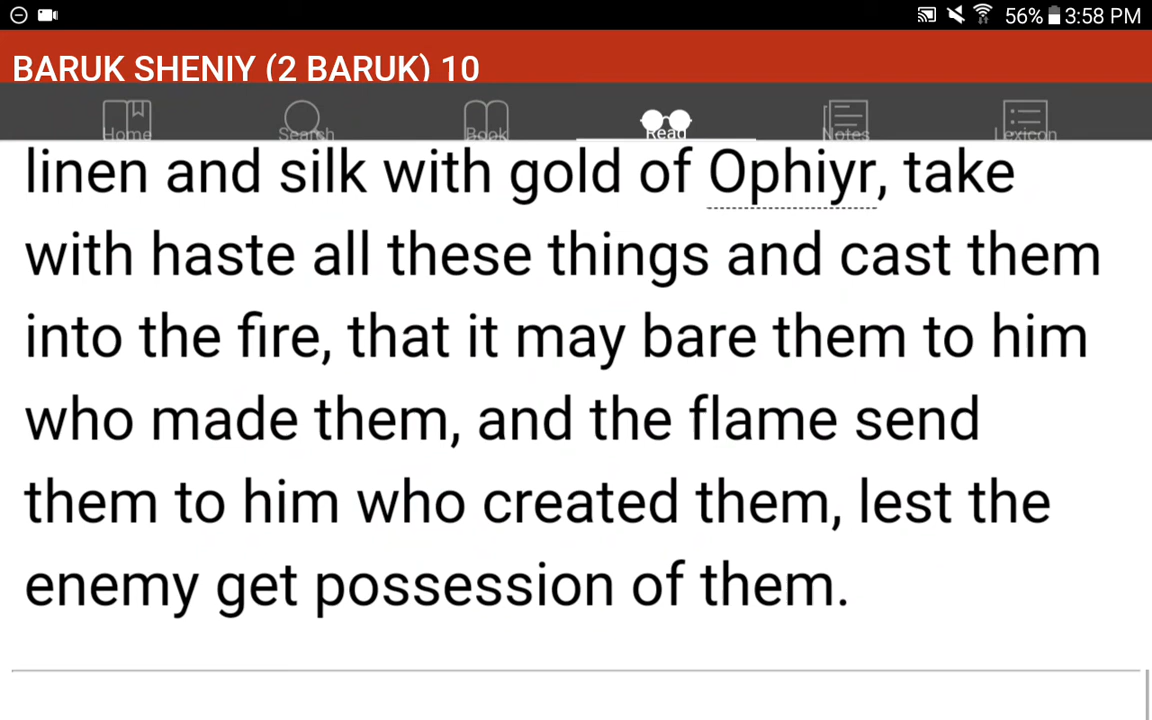 56% 3:58 PM
BARUK SHENIY (2 BARUK) 10
Home Search Book Read Notes Lexicon
linen and silk with gold of Ophiyr, take
with haste all these things and cast them
into the fire, that it may bare them to him
who made them, and the flame send
them to him who created them, lest the
enemy get possession of them.